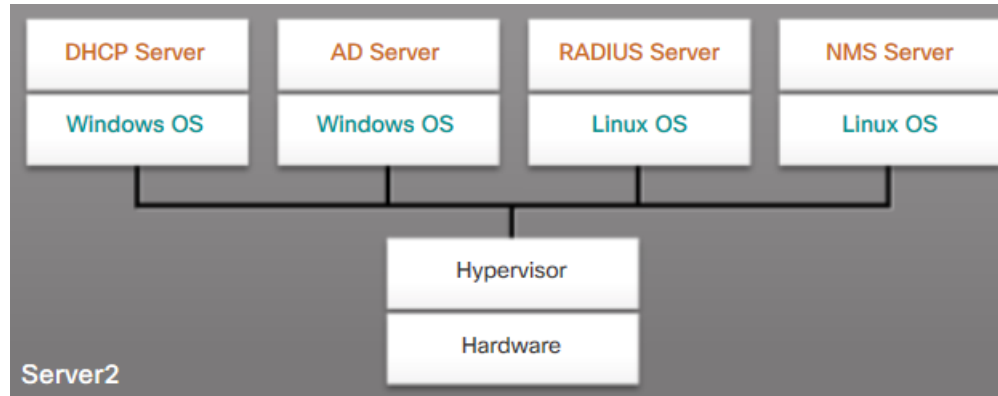 DHCP Server
AD Server
RADIUS Server
NMS Server
Windows OS
Windows OS
Linux OS
Linux OS
Hypervisor
Hardware
Server2